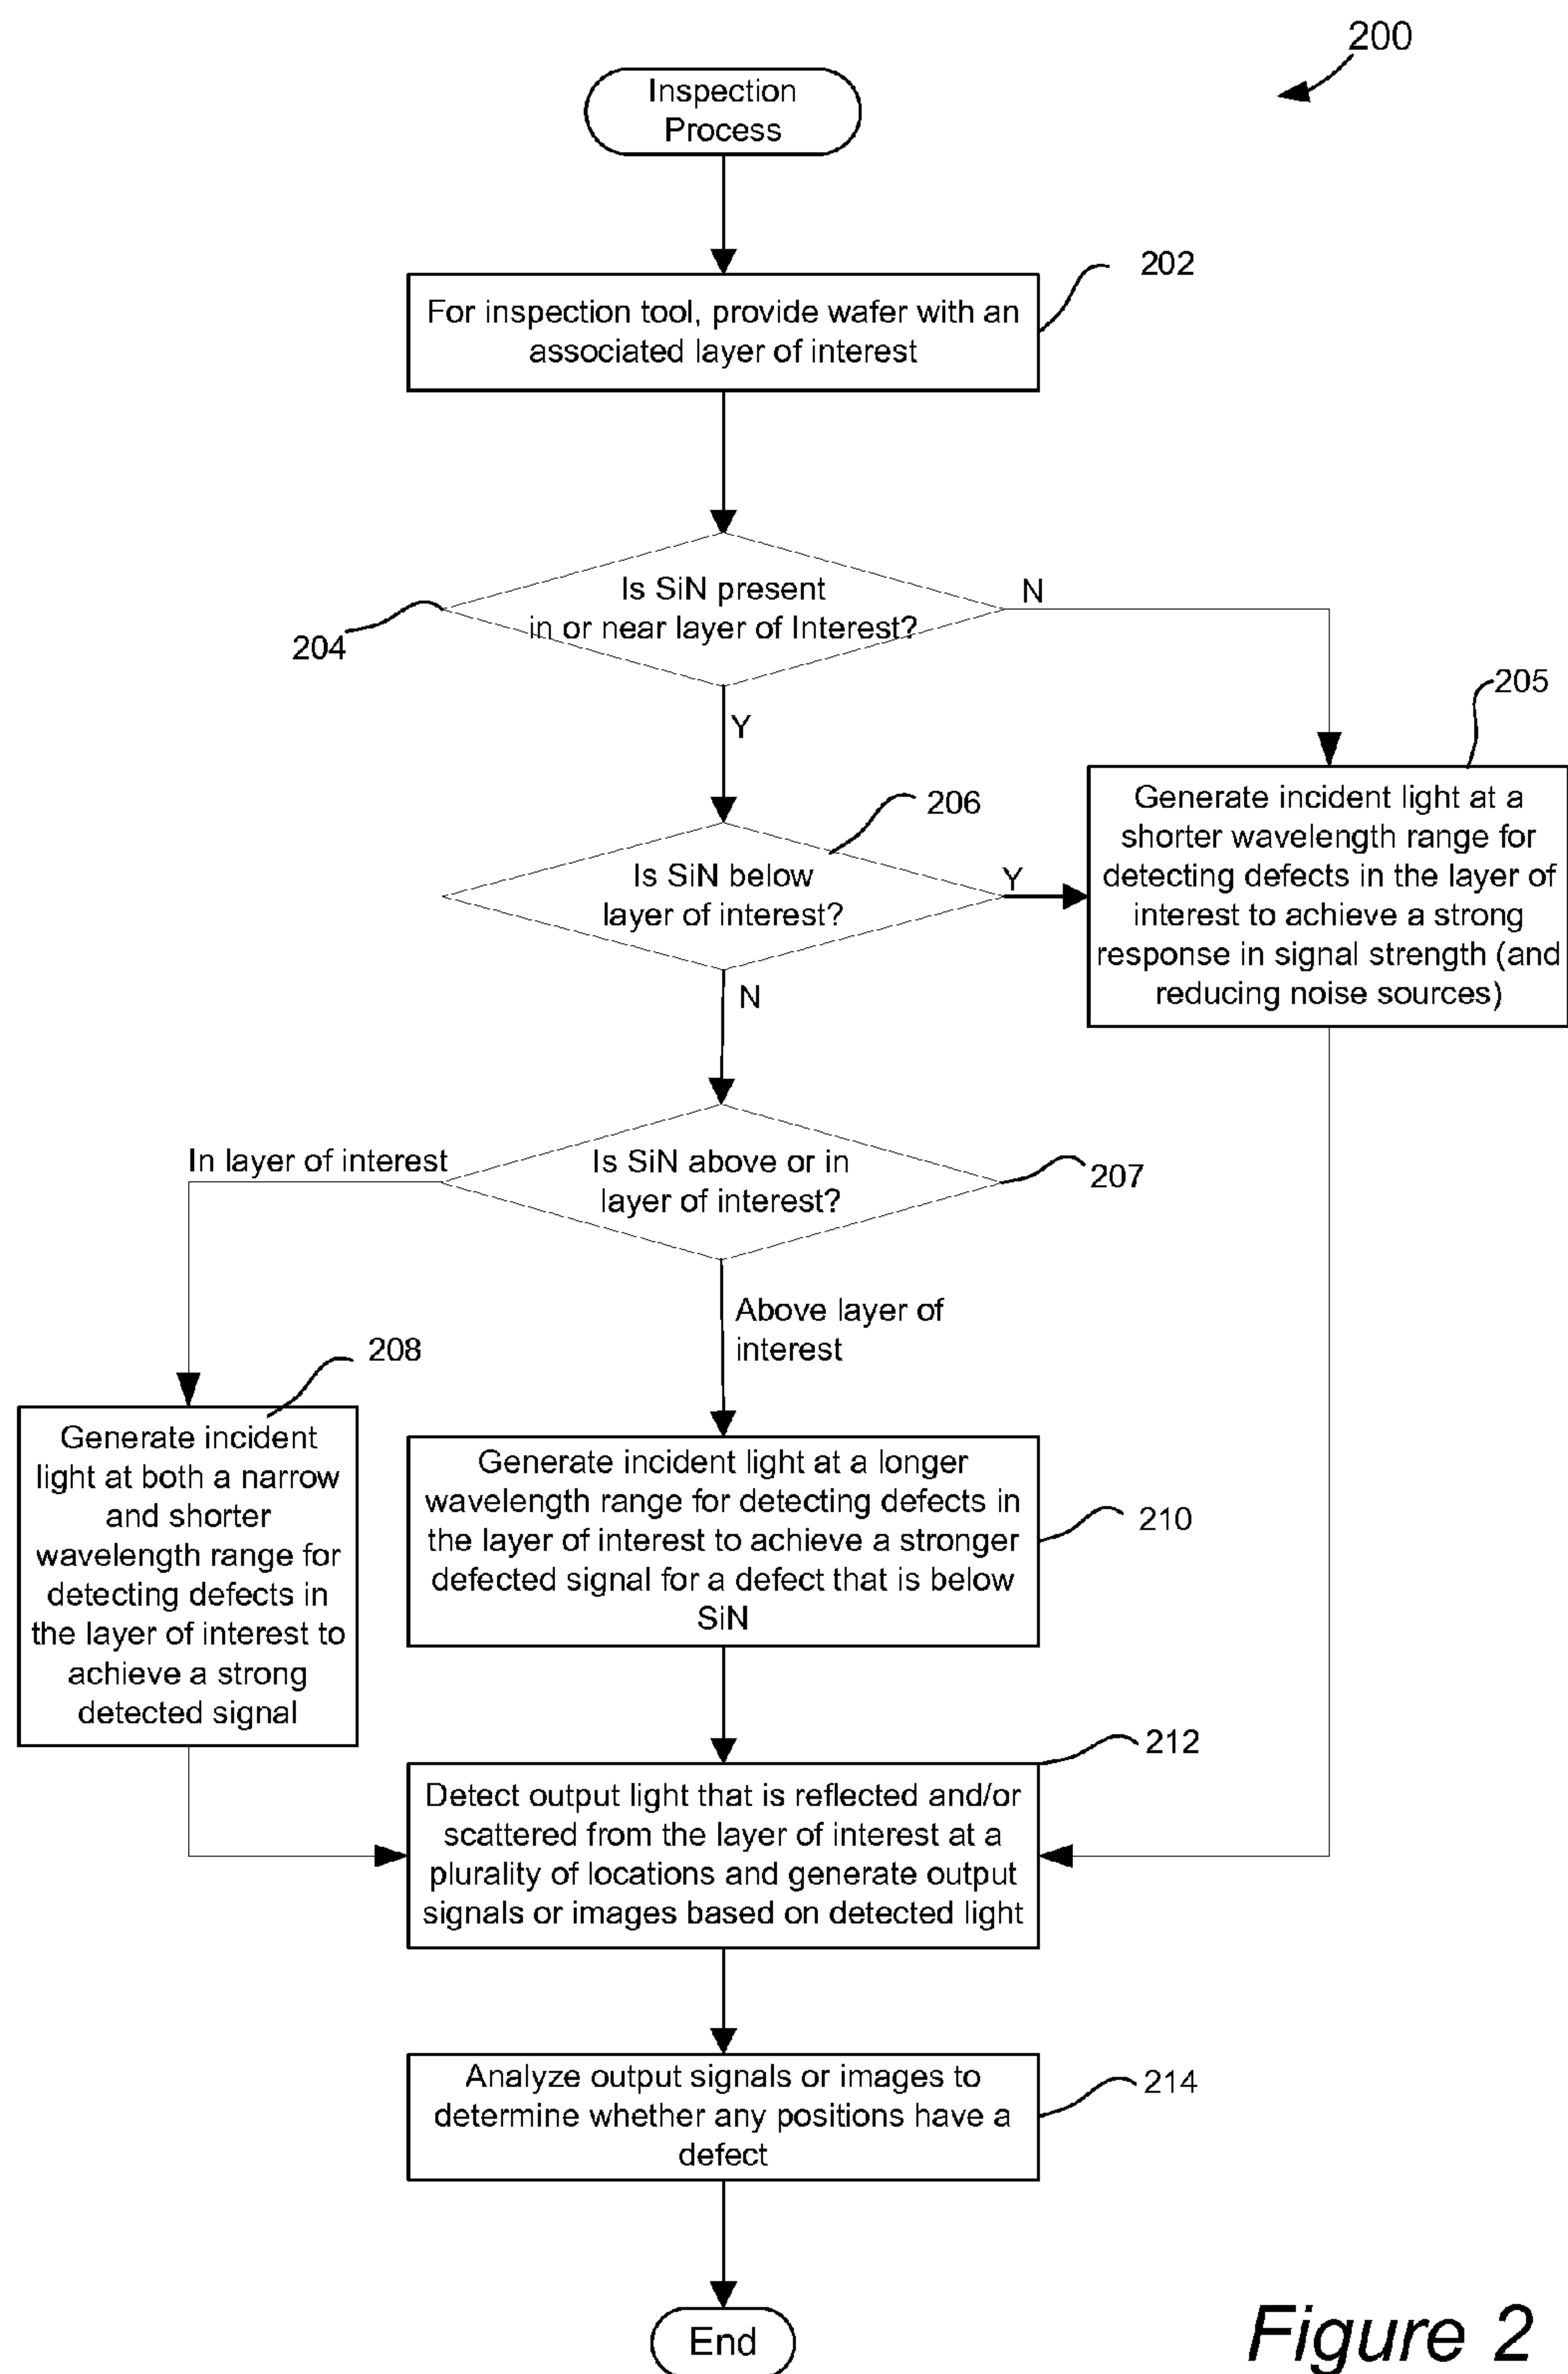 200
Inspection
Process
202
For inspection tool, provide wafer with an
associated layer of interest
Is SiN present
in or near layer of Interest?
N
204
Y
205
206
Is SiN below
layer of interest?
Y
Generate incident light at a
shorter wavelength range for
detecting defects in the layer of
interest to achieve a strong
response in signal strength (and
reducing noise sources)
N
In layer of interest
Is SiN above or in
layer of interest?
207
Above layer of
interest
208
Generate incident
light at both a narrow
and shorter
wavelength range for
detecting defects in
the layer of interest to
achieve a strong
detected signal
Generate incident light at a longer
wavelength range for detecting defects in
the layer of interest to achieve a stronger
defected signal for a defect that is below
SiN
210
212
Detect output light that is reflected and/or
scattered from the layer of interest at a
plurality of locations and generate output
signals or images based on detected light
Analyze output signals or images to
determine whether any positions have a
defect
214
End
Figure 2